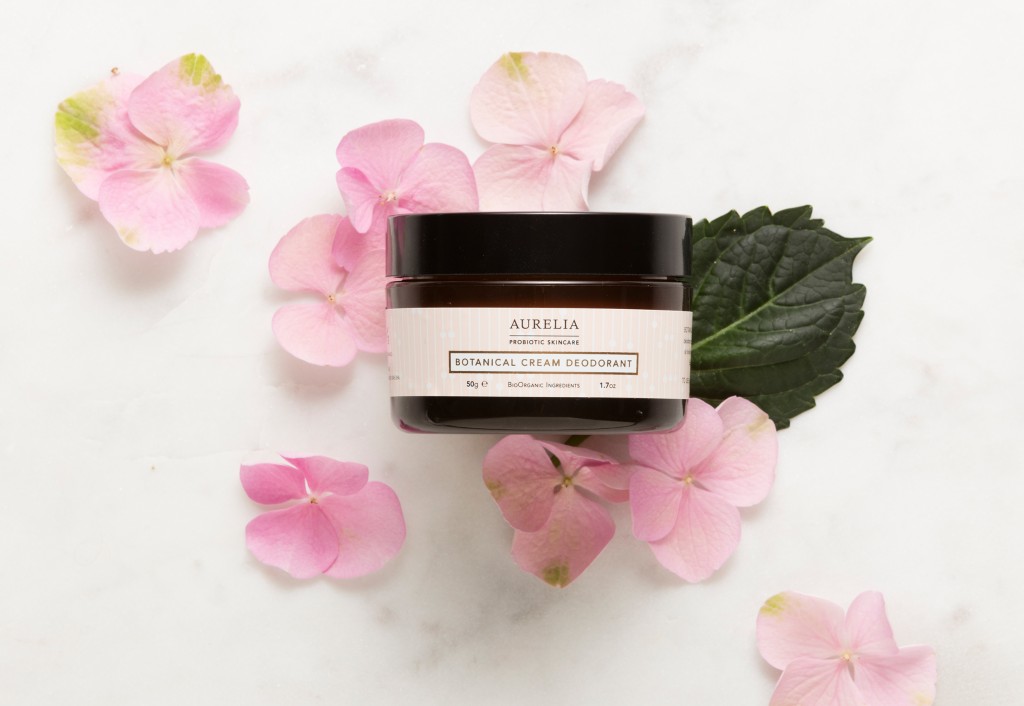 AURELIA
PROBIOTIC SKINCARE
BOTANICAL CREAM DEODORANT
50g ℮ BIOORGANIC INGREDIENTS 1.7oz